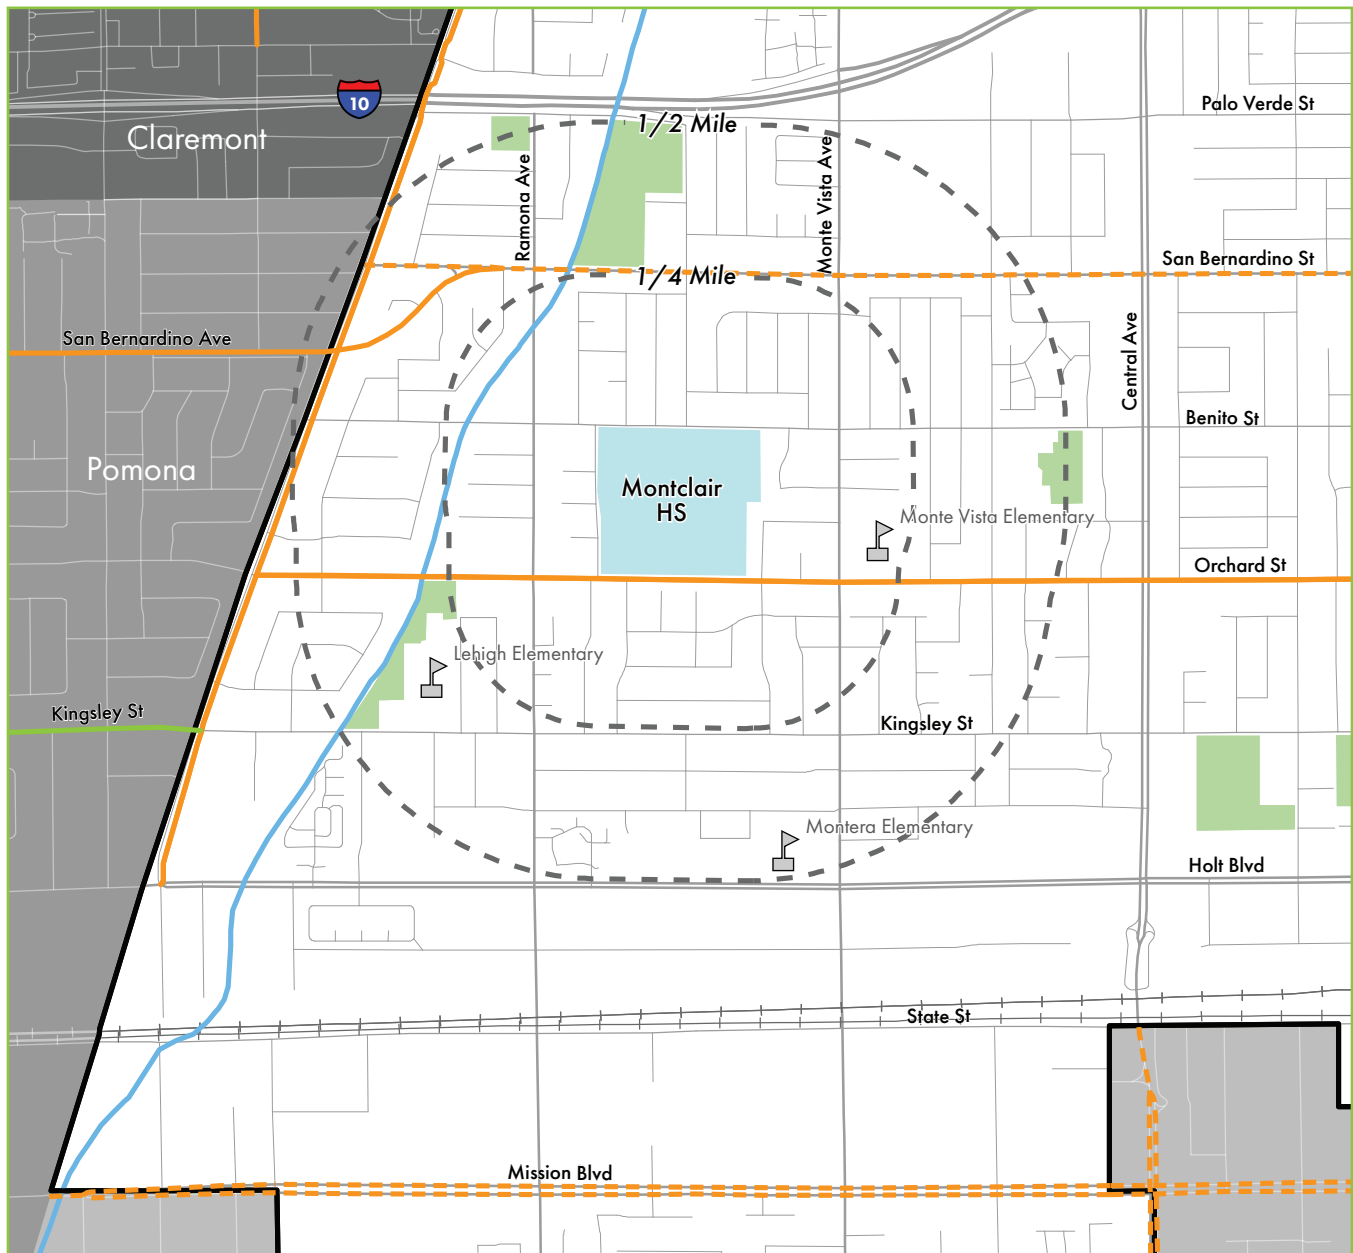 10
Palo Verde St
1/2 Mile
Claremont
Ramona Ave
Monte Vista Ave
San Bernardino St
1/4 Mile
San Bernardino Ave
Central Ave
Benito St
Pomona
Montclair
HS
Monte Vista Elementary
Orchard St
Lehigh Elementary
Kingsley St
Kingsley St
Montera Elementary
Holt Blvd
State St
Mission Blvd